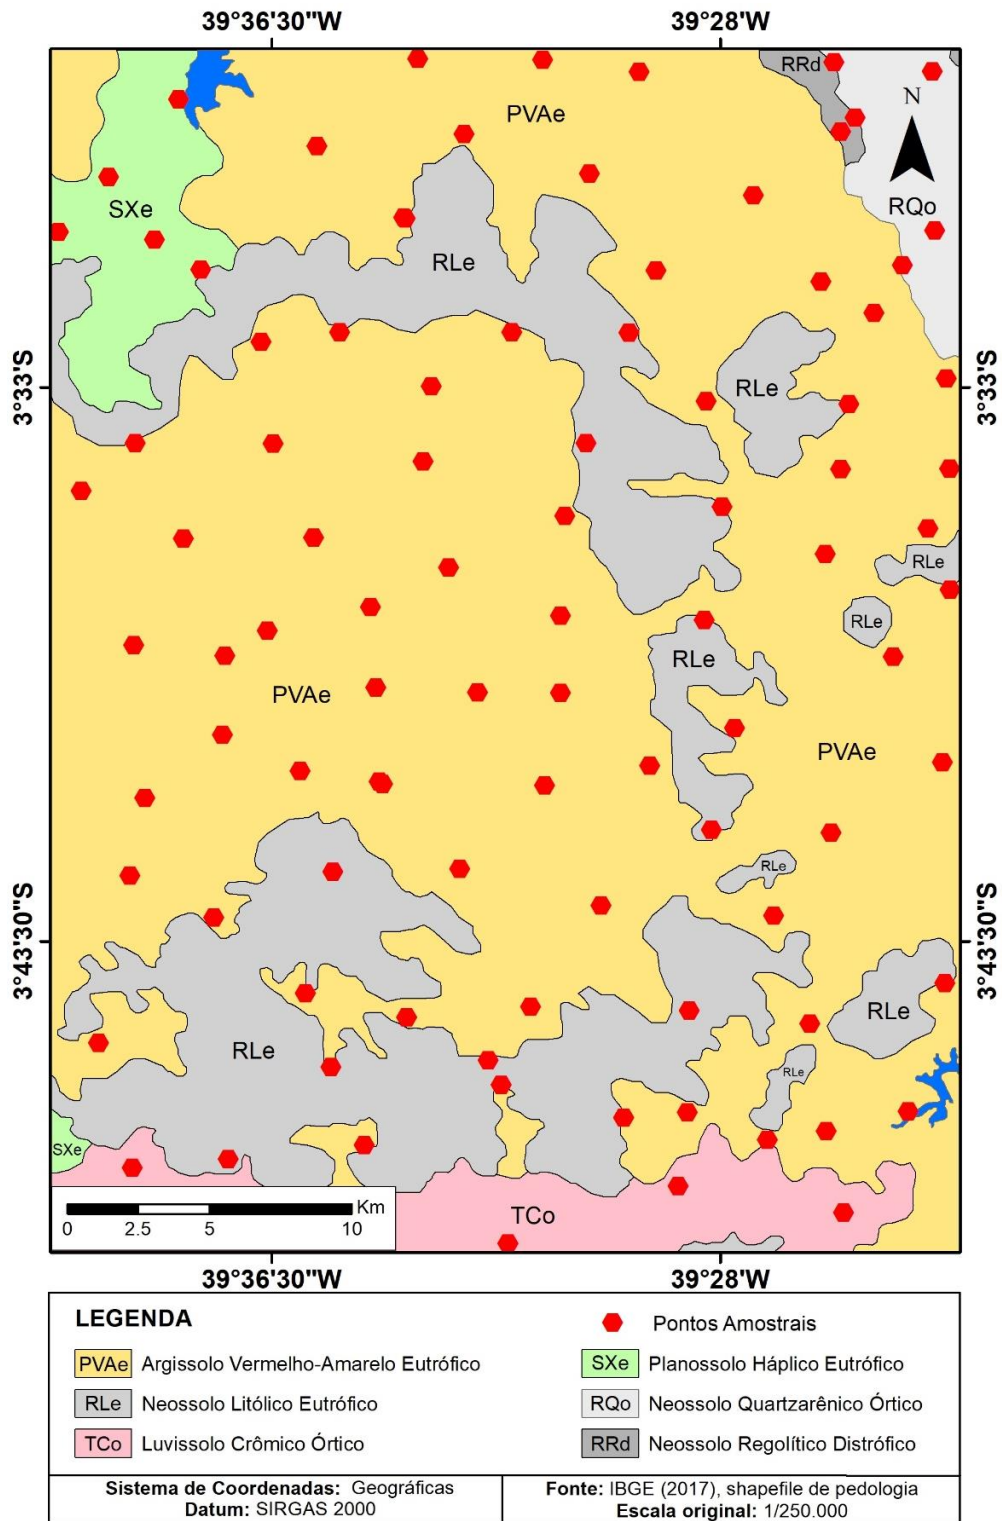 39°36'30"W 39°28'W
RRd
PVAe
N
SXe
RQo
RLe
3°33'S 3°33'S
RLe
RLe
RLe
RLe
PVAe
PVAe
RLe
3°43'30"S 3°43'30"S
RLe
RLe
RLe
SXe
TCo
Km
0 2.5 5 10
39°36'30"W 39°28'W
LEGENDA
Pontos Amostrais
PVAe Argissolo Vermelho-Amarelo Eutrófico
SXe Planossolo Háplico Eutrófico
RLe Neossolo Litólico Eutrófico
RQo Neossolo Quartzarênico Órtico
TCo Luvissolo Crômico Órtico
RRd Neossolo Regolítico Distrófico
Sistema de Coordenadas: Geográficas
Datum: SIRGAS 2000
Fonte: IBGE (2017), shapefile de pedologia
Escala original: 1/250.000